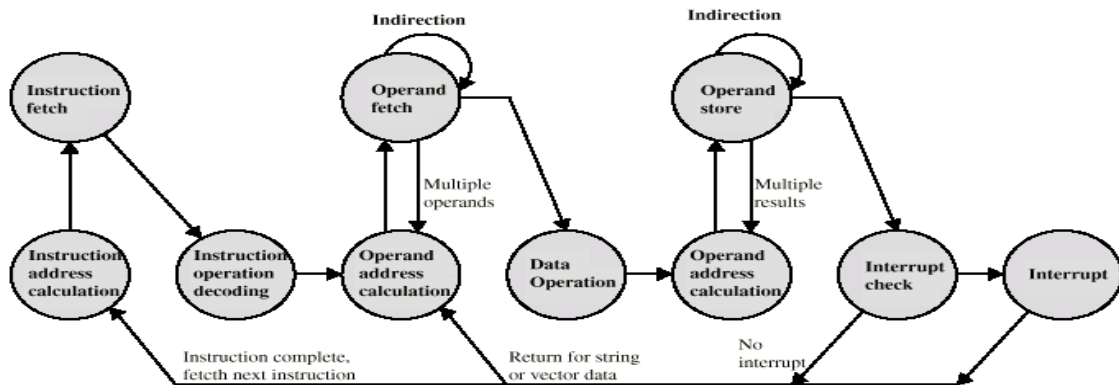 Indirection
Indirection
Instruction
fetch
Operand
fetch
Operand
store
Multiple
operands
Multiple
results
Instruction
address
calculation
Instruction
operation
decoding
Operand
address
calculation
Data
Operation
Operand
address
calculation
Interrupt
check
Interrupt
Instruction complete,
fetcth next instruction
Return for string
or vector data
No
interrupt